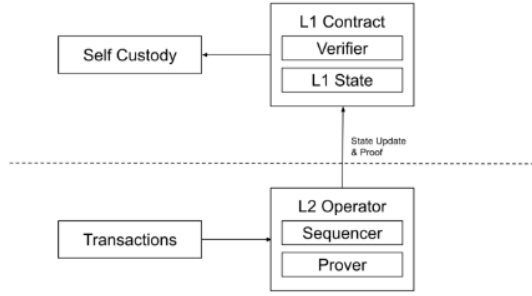 L1 Contract
Verifier
Self Custody
L1 State
State Update
& Proof
L2 Operator
Sequencer
Transactions
Prover